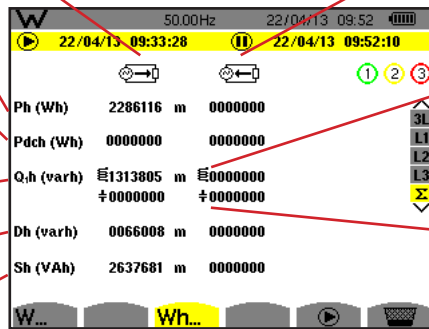 W 50.00Hz 22/04/13 09:52
22/04/13 09:33:28 22/04/13 09:52:10
1 2 3
Ph (Wh) 2286116 m 0000000
3L
Pdch (Wh) 0000000 0000000
L1
L2
Q₁h (varh) 1313805 m 0000000
L3
÷0000000 ÷0000000
Σ
Dh (varh) 0066008 m 0000000
Sh (VAh) 2637681 m 0000000
W... Wh...